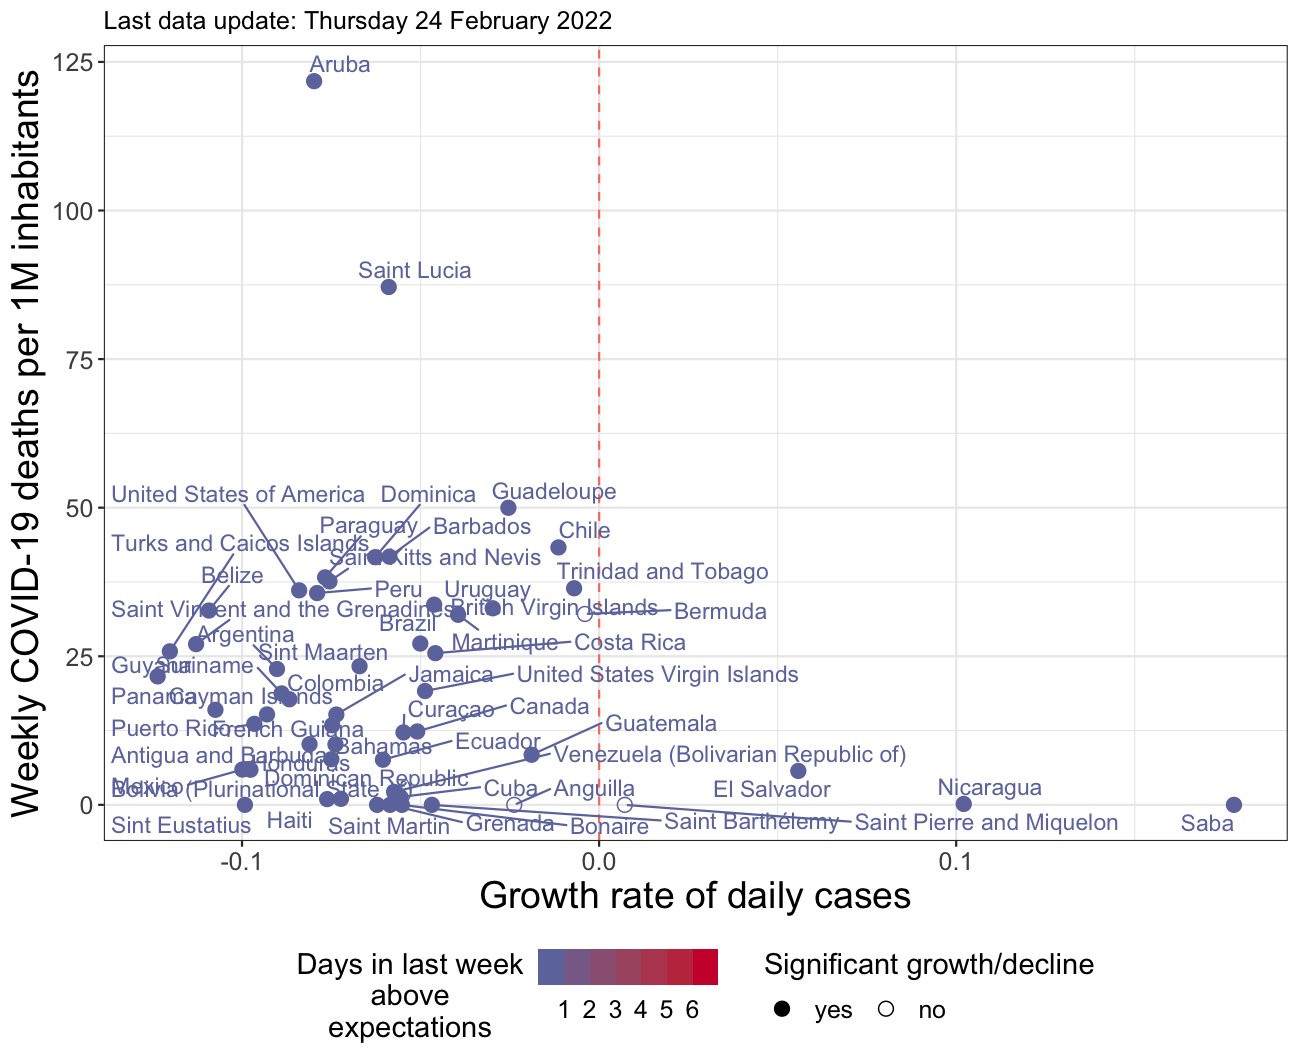 Last data update: Thursday 24 February 2022
Weekly COVID-19 deaths per 1M inhabitants
125
100
75
50
25
0
Aruba
Saint Lucia
United States of America
Dominica
Guadeloupe
Paraguay
Barbados
Chile
Turks and Caicos Islands
Saint Kitts and Nevis
Belize
Trinidad and Tobago
Peru
Uruguay
Saint Vincent and the Grenadines
British Virgin Islands
Bermuda
Brazil
Argentina
Martinique
Costa Rica
Sint Maarten
Guyana
Suriname
Jamaica
United States Virgin Islands
Colombia
Panama
Cayman Islands
Curaçao
Canada
Puerto Rico
French Guiana
Guatemala
Bahamas
Ecuador
Antigua and Barbuda
Honduras
Venezuela (Bolivarian Republic of)
Dominican Republic
Mexico
Bolivia (Plurinational State
Cuba
Anguilla
El Salvador
Nicaragua
Sint Eustatius
Haiti
Saint Martin
Grenada
Bonaire
Saint Barthélemy
Saint Pierre and Miquelon
Saba
-0.1
0.0
0.1
Growth rate of daily cases
Days in last week
above
expectations
1 2 3 4 5 6
Significant growth/decline
yes
no